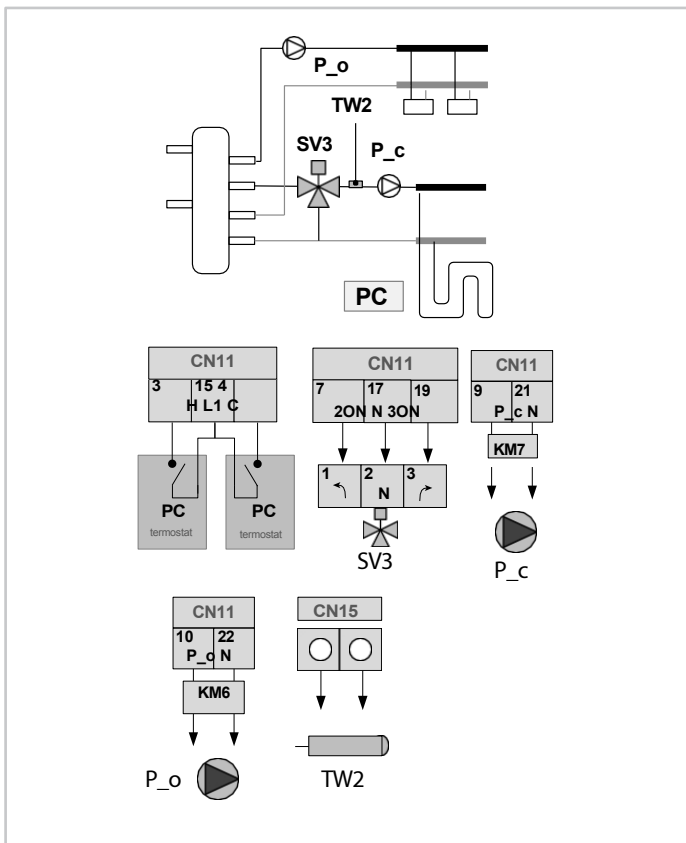 P_o
TW2
SV3
P_c
PC
CN11
3 15 4
H L1 C
PC
termostat
PC
termostat
CN11
7 17 19
2ON N 3ON
1 2 3
N
SV3
CN11
9 21
P_c N
KM7
P_c
CN11
10 22
P_o N
KM6
P_o
CN15
TW2